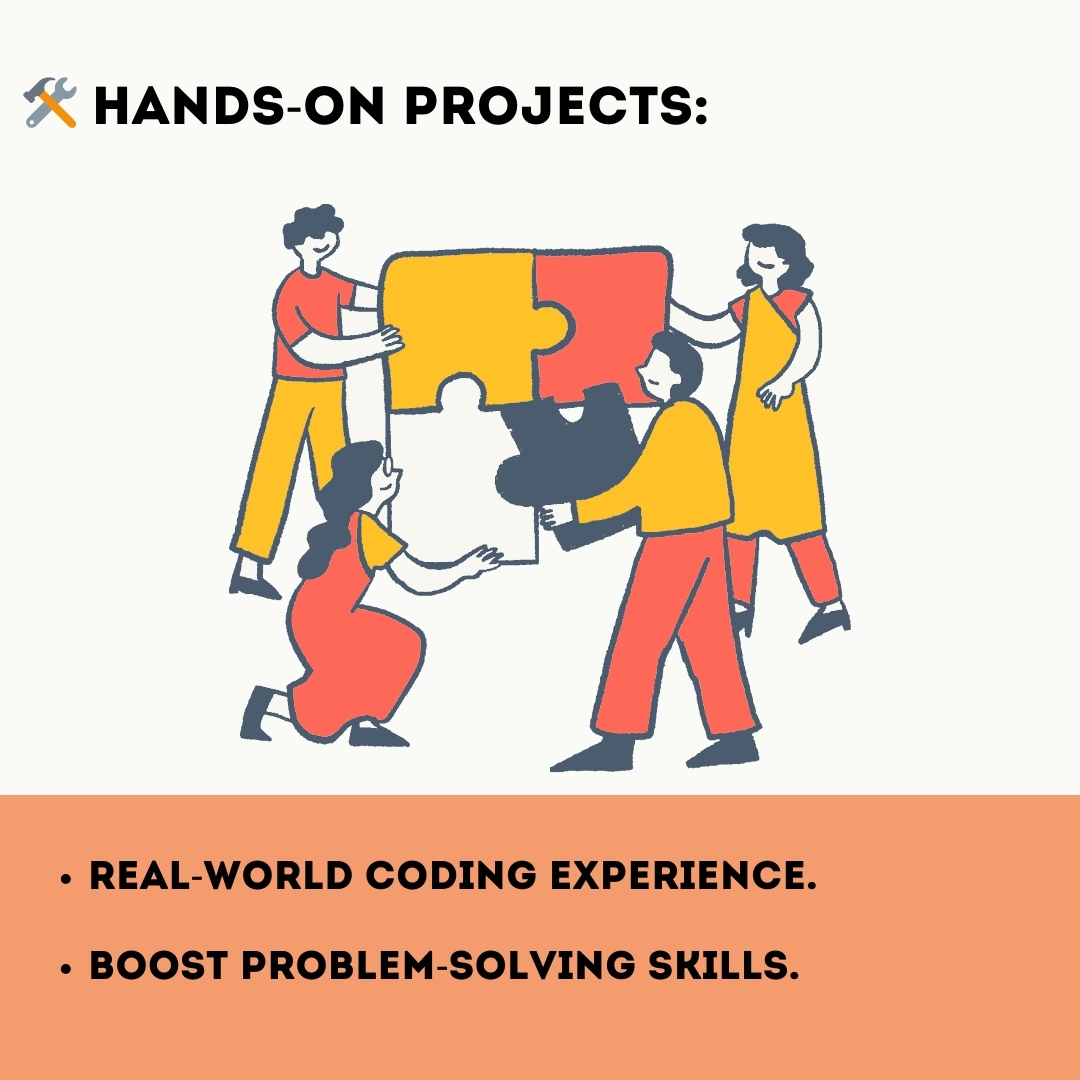 🛠️ HANDS-ON PROJECTS:
• REAL-WORLD CODING EXPERIENCE.
• BOOST PROBLEM-SOLVING SKILLS.